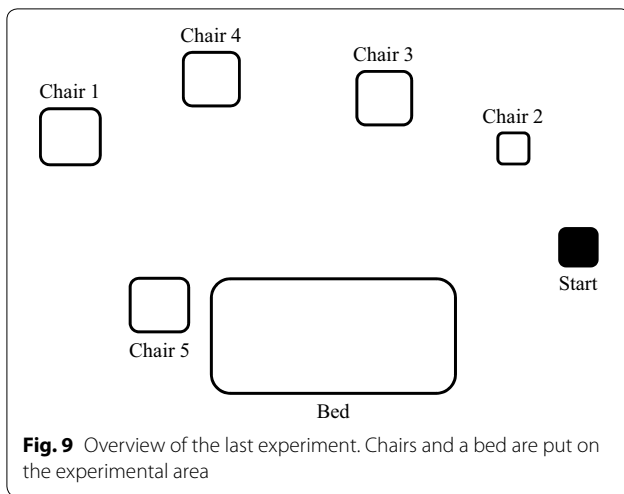 Chair 4
Chair 3
Chair 1
Chair 2
Start
Chair 5
Bed
Fig. 9 Overview of the last experiment. Chairs and a bed are put on
the experimental area